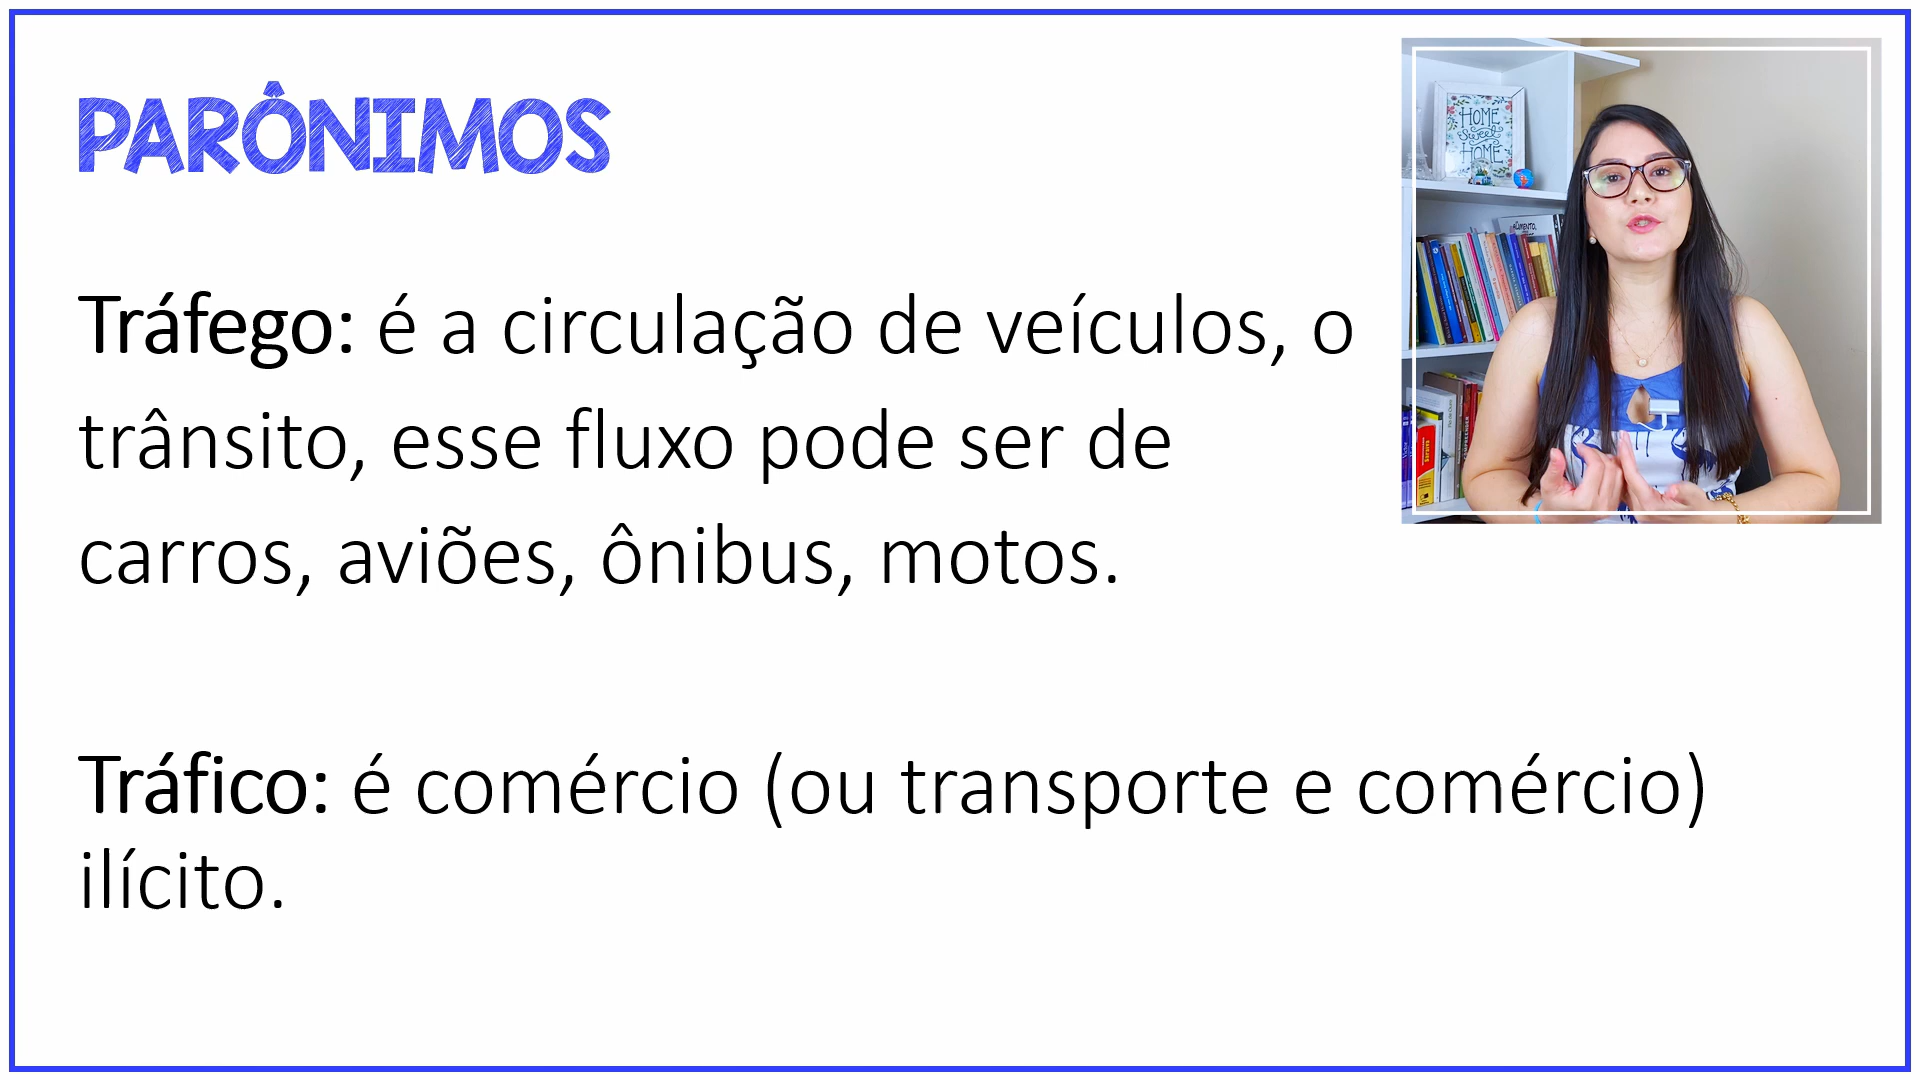 PARÔNIMOS
Tráfego: é a circulação de veículos, o
trânsito, esse fluxo pode ser de
carros, aviões, ônibus, motos.
Tráfico: é comércio (ou transporte e comércio)
ilícito.
HOME
Sweet
HOME